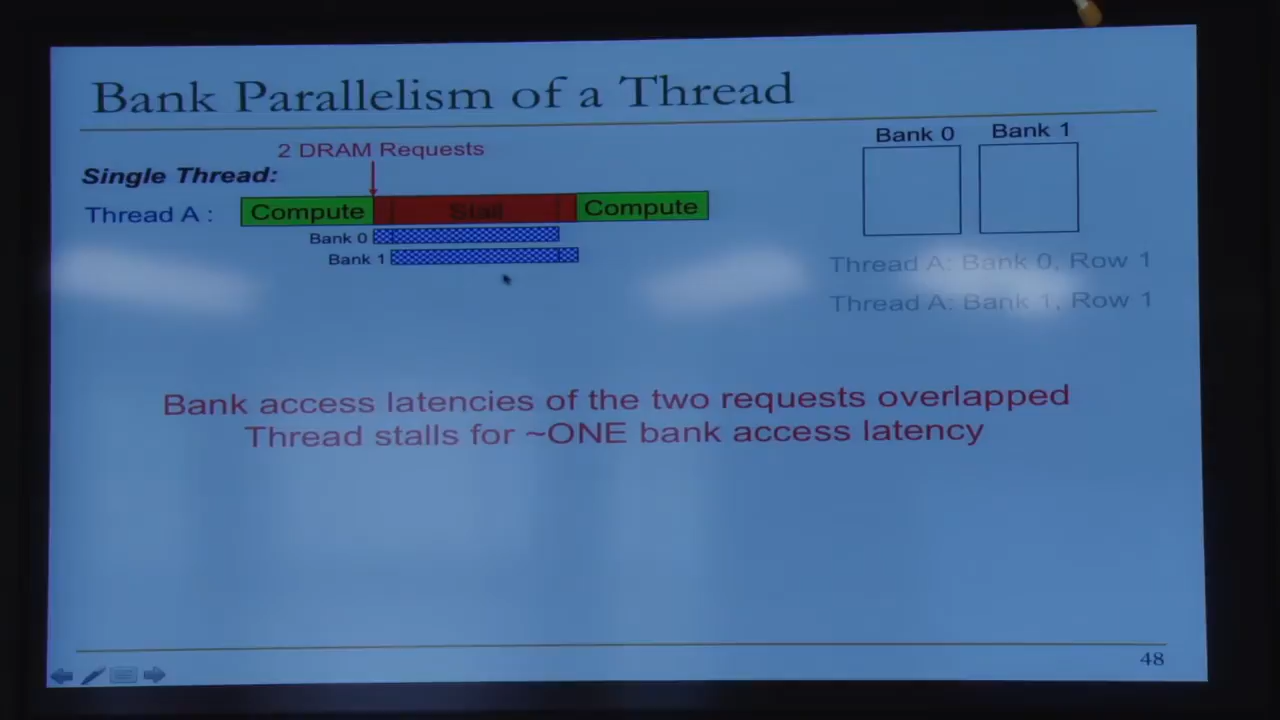 Bank Parallelism of a Thread
2 DRAM Requests
Single Thread:
Thread A :
Compute
Stall
Compute
Bank 0
Bank 1
Bank 0
Bank 1
Thread A: Bank 0, Row 1
Thread A: Bank 1, Row 1
Bank access latencies of the two requests overlapped
Thread stalls for ~ONE bank access latency
48